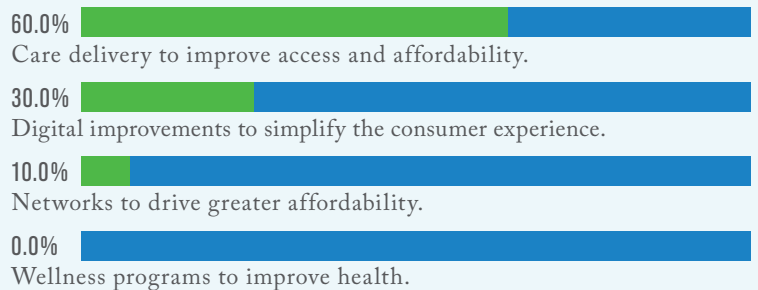 60.0%
Care delivery to improve access and affordability.
30.0%
Digital improvements to simplify the consumer experience.
10.0%
Networks to drive greater affordability.
0.0%
Wellness programs to improve health.